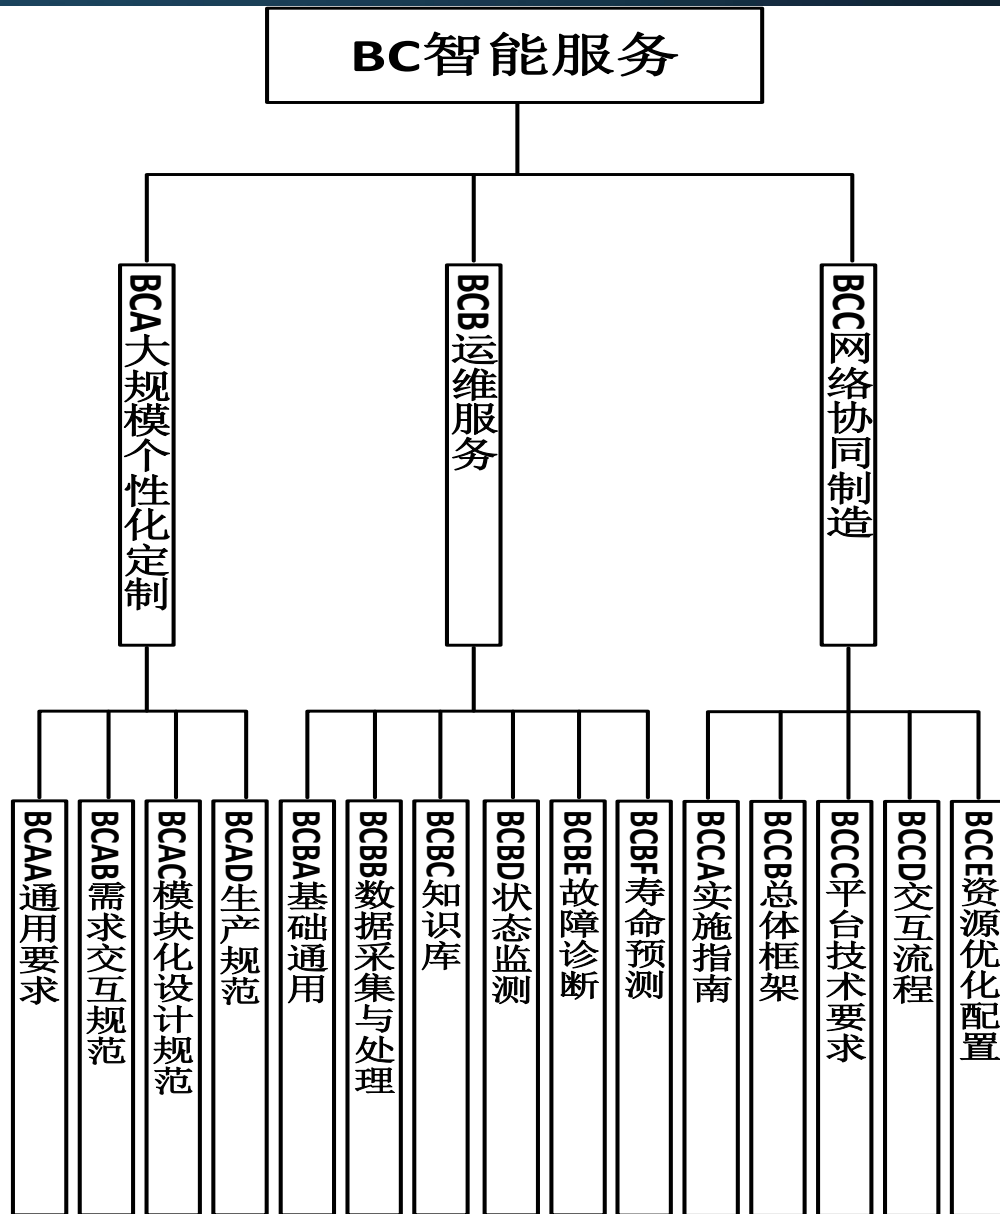 BC智能服务
BCA大规模个性化定制
BCB运维服务
BCC网络协同制造
BCAA通用要求
BCAB需求交互规范
BCAC模块化设计规范
BCAD生产规范
BCBA基础通用
BCBB数据采集与处理
BCBC知识库
BCBD状态监测
BCBE故障诊断
BCBF寿命预测
BCCA实施指南
BCCB总体框架
BCCC平台技术要求
BCCD交互流程
BCCE资源优化配置